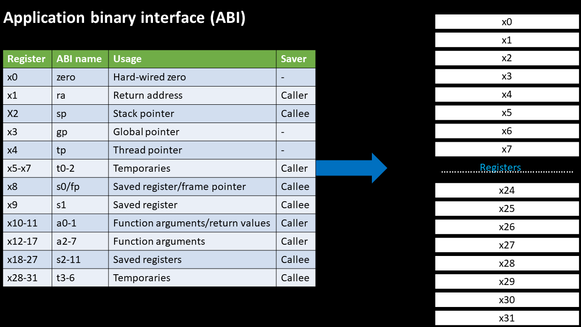 Application binary interface (ABI)
Register ABI name Usage Saver
x0 zero Hard-wired zero -
x1 ra Return address Caller
X2 sp Stack pointer Callee
x3 gp Global pointer -
x4 tp Thread pointer -
x5-x7 t0-2 Temporaries Caller
x8 s0/fp Saved register/frame pointer Callee
x9 s1 Saved register Callee
x10-11 a0-1 Function arguments/return values Caller
x12-17 a2-7 Function arguments Caller
x18-27 s2-11 Saved registers Callee
x28-31 t3-6 Temporaries Callee
x0
x1
x2
x3
x4
x5
x6
x7
Registers
x24
x25
x26
x27
x28
x29
x30
x31